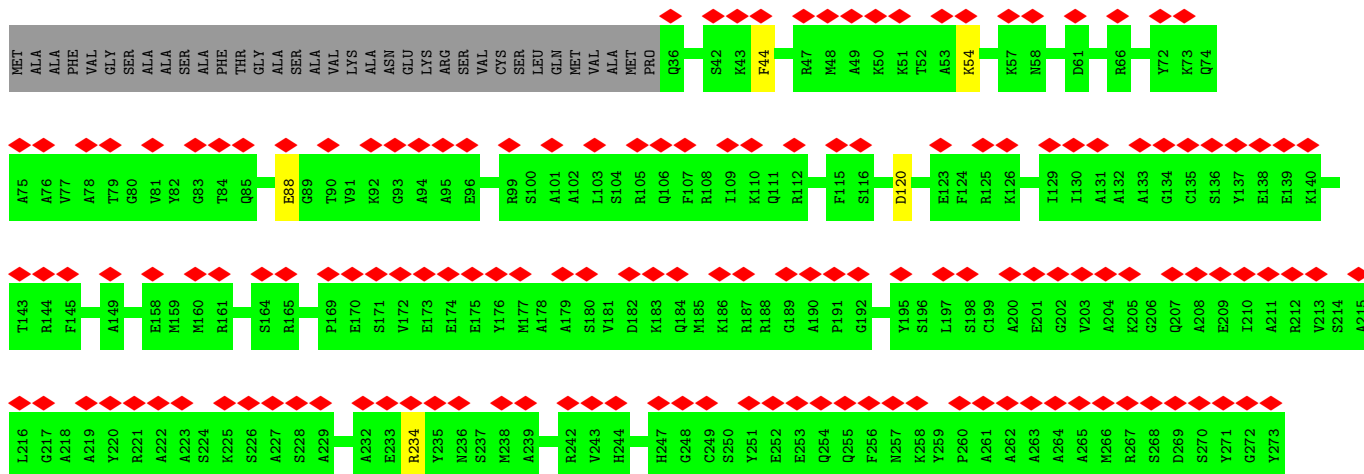 MET ALA ALA PHE VAL GLY SER ALA ALA SER ALA PHE THR GLY ALA SER ALA VAL LYS ALA ASN GLU LYS ARG SER VAL CYS SER LEU GLN MET VAL ALA MET PRO Q36 S42 K43 F44 R47 M48 A49 K50 K51 T52 A53 K54 K57 N58 D61 R66 Y72 K73 Q74
A75 A76 V77 A78 T79 G80 V81 Y82 G83 T84 Q85 E88 G89 T90 V91 K92 G93 A94 A95 E96 R99 S100 A101 A102 L103 S104 R105 Q106 F107 R108 I109 K110 Q111 R112 F115 S116 D120 E123 F124 R125 K126 I129 I130 A131 A132 A133 G134 C135 S136 Y137 E138 E139 K140
T143 R144 F145 A149 E158 M159 M160 R161 S164 R165 P169 E170 S171 V172 E173 E174 E175 Y176 M177 A178 A179 S180 V181 D182 K183 Q184 M185 K186 R187 R188 G189 A190 P191 G192 Y195 S196 L197 S198 C199 A200 E201 G202 V203 A204 K205 G206 Q207 A208 E209 I210 A211 R212 V213 S214 A215
L216 G217 A218 A219 Y220 R221 A222 A223 S224 K225 S226 A227 S228 A229 A232 E233 R234 Y235 N236 S237 M238 A239 R242 V243 H244 H247 G248 C249 S250 Y251 E252 E253 Q254 Q255 F256 N257 K258 Y259 P260 A261 A262 A263 A264 A265 M266 R267 S268 D269 S270 Y271 G272 Y273